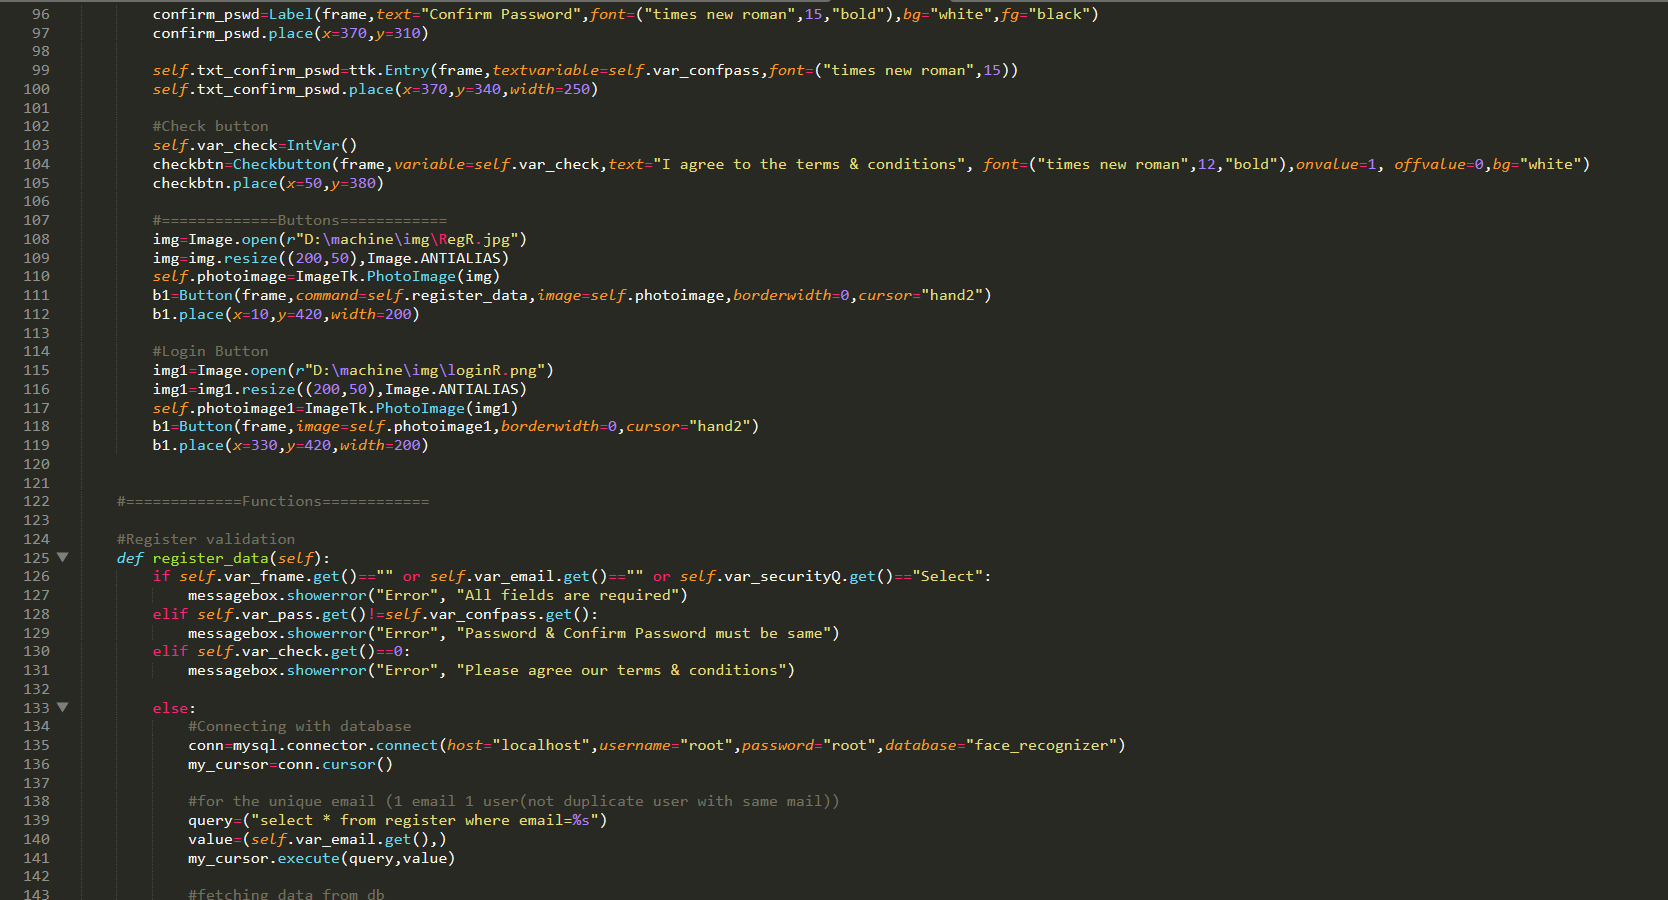 96 confirm_pswd=Label(frame,text="Confirm Password",font=("times new roman",15,"bold"),bg="white",fg="black")
97 confirm_pswd.place(x=370,y=310)
98
99 self.txt_confirm_pswd=ttk.Entry(frame,textvariable=self.var_confpass,font=("times new roman",15))
100 self.txt_confirm_pswd.place(x=370,y=340,width=250)
101
102 #Check button
103 self.var_check=IntVar()
104 checkbtn=Checkbutton(frame,variable=self.var_check,text="I agree to the terms & conditions", font=("times new roman",12,"bold"),onvalue=1, offvalue=0,bg="white")
105 checkbtn.place(x=50,y=380)
106
107 #=============Buttons============
108 img=Image.open(r"D:\machine\img\RegR.jpg")
109 img=img.resize((200,50),Image.ANTIALIAS)
110 self.photoimage=ImageTk.PhotoImage(img)
111 b1=Button(frame,command=self.register_data,image=self.photoimage,borderwidth=0,cursor="hand2")
112 b1.place(x=10,y=420,width=200)
113
114 #Login Button
115 img1=Image.open(r"D:\machine\img\loginR.png")
116 img1=img1.resize((200,50),Image.ANTIALIAS)
117 self.photoimage1=ImageTk.PhotoImage(img1)
118 b1=Button(frame,image=self.photoimage1,borderwidth=0,cursor="hand2")
119 b1.place(x=330,y=420,width=200)
120
121
122 #=============Functions============
123
124 #Register validation
125 def register_data(self):
126 if self.var_fname.get()=="" or self.var_email.get()=="" or self.var_securityQ.get()=="Select":
127 messagebox.showerror("Error", "All fields are required")
128 elif self.var_pass.get()!=self.var_confpass.get():
129 messagebox.showerror("Error", "Password & Confirm Password must be same")
130 elif self.var_check.get()==0:
131 messagebox.showerror("Error", "Please agree our terms & conditions")
132
133 else:
134 #Connecting with database
135 conn=mysql.connector.connect(host="localhost",username="root",password="root",database="face_recognizer")
136 my_cursor=conn.cursor()
137
138 #for the unique email (1 email 1 user(not duplicate user with same mail))
139 query=("select * from register where email=%s")
140 value=(self.var_email.get(),)
141 my_cursor.execute(query,value)
142
143 #fetching data from db